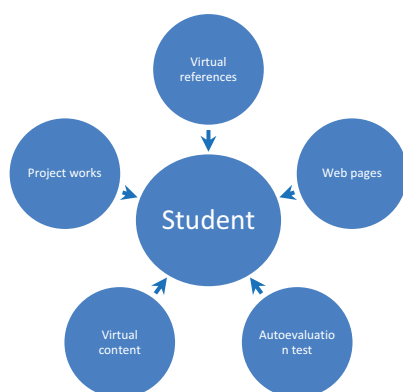 Virtual
references
Project works
Web pages
Student
Virtual
content
Autoevaluatio
n test